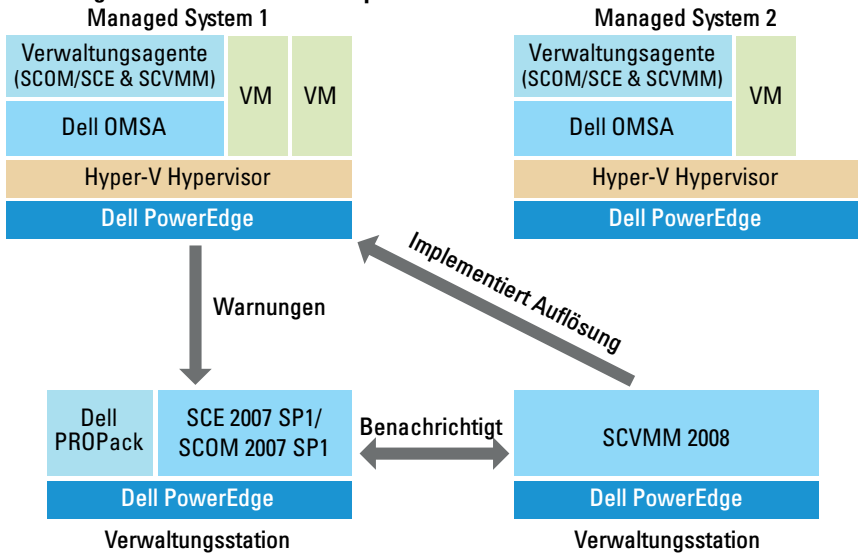 Managed System 1
Verwaltungsagente
(SCOM/SCE & SCVMM)
VM
VM
Dell OMSA
Hyper-V Hypervisor
Dell PowerEdge
Managed System 2
Verwaltungsagente
(SCOM/SCE & SCVMM)
VM
Dell OMSA
Hyper-V Hypervisor
Dell PowerEdge
Implementiert Auflösung
Warnungen
Dell
PROPack
SCE 2007 SP1/
SCOM 2007 SP1
Dell PowerEdge
Verwaltungsstation
Benachrichtigt
SCVMM 2008
Dell PowerEdge
Verwaltungsstation